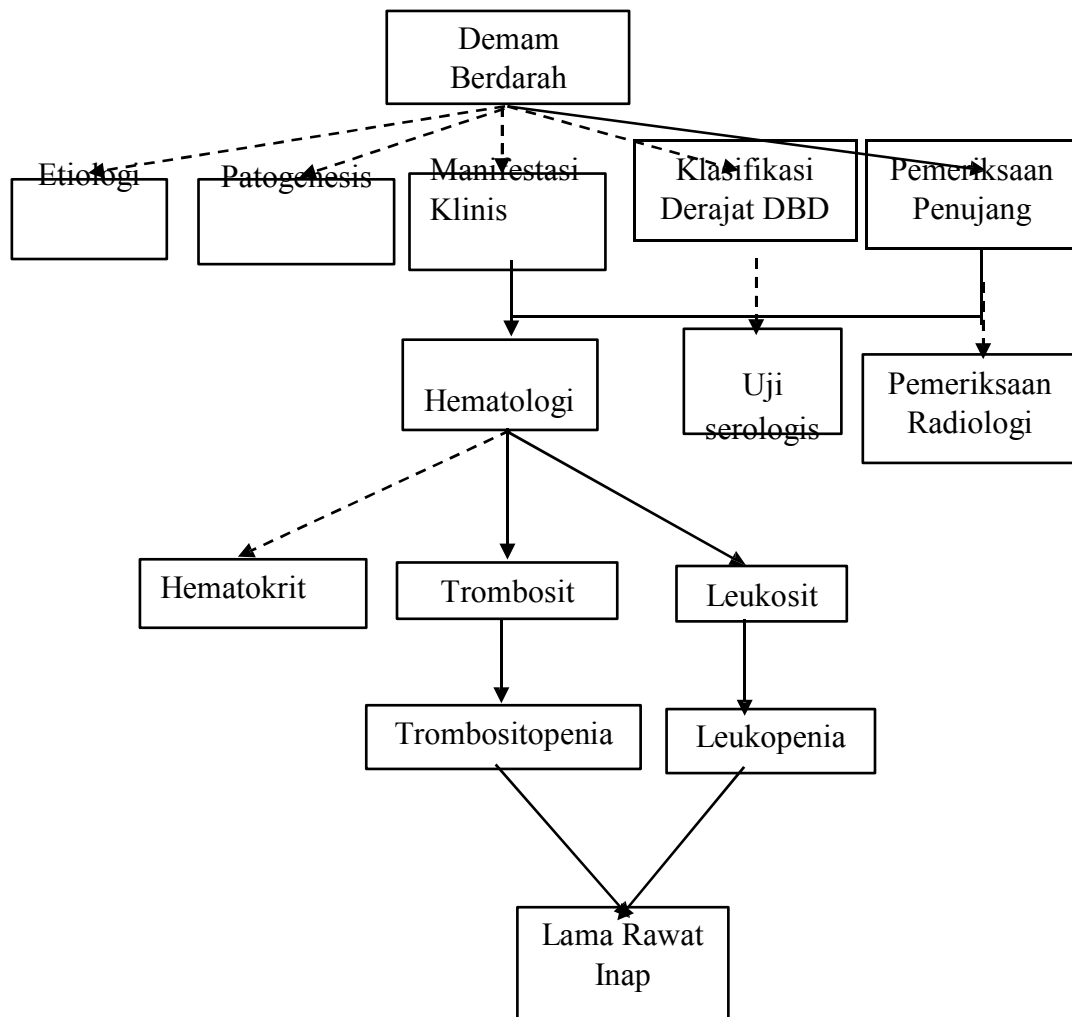 Demam
Berdarah
Etiologi
Patogenesis
Manifestasi
Klinis
Klasifikasi
Derajat DBD
Pemeriksaan
Penujang
Hematologi
Uji
serologis
Pemeriksaan
Radiologi
Hematokrit
Trombosit
Leukosit
Trombositopenia
Leukopenia
Lama Rawat
Inap